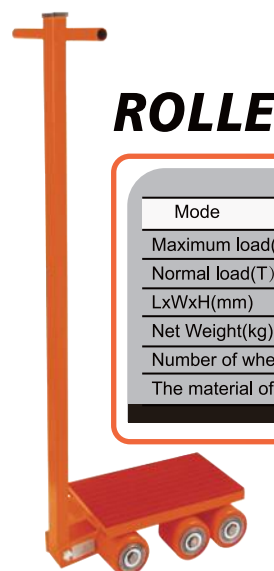 ROLLE
Mode
Maximum load(
Normal load(T)
LxWxH(mm)
Net Weight(kg)
Number of whe
The material of